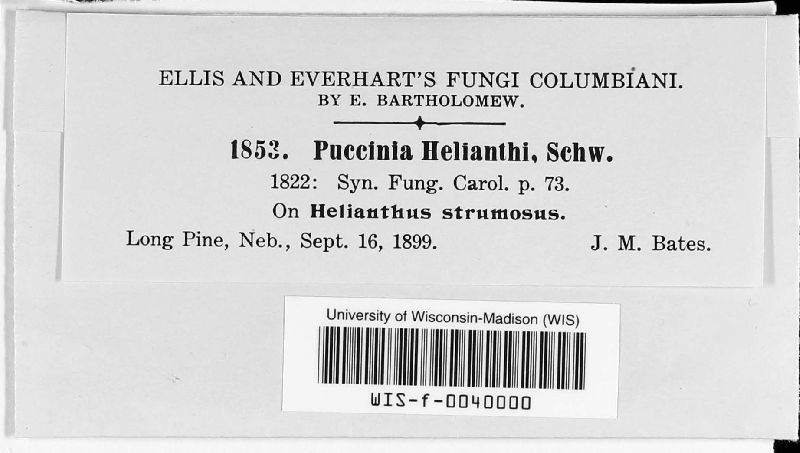 ELLIS AND EVERHART'S FUNGI COLUMBIANI.
BY E. BARTHOLOMEW.
1853. Puccinia Helianthi, Schw.
1822: Syn. Fung. Carol. p. 73.
On Helianthus strumosus.
Long Pine, Neb., Sept. 16, 1899. J. M. Bates.
University of Wisconsin-Madison (WIS)
WIS-f-0040000